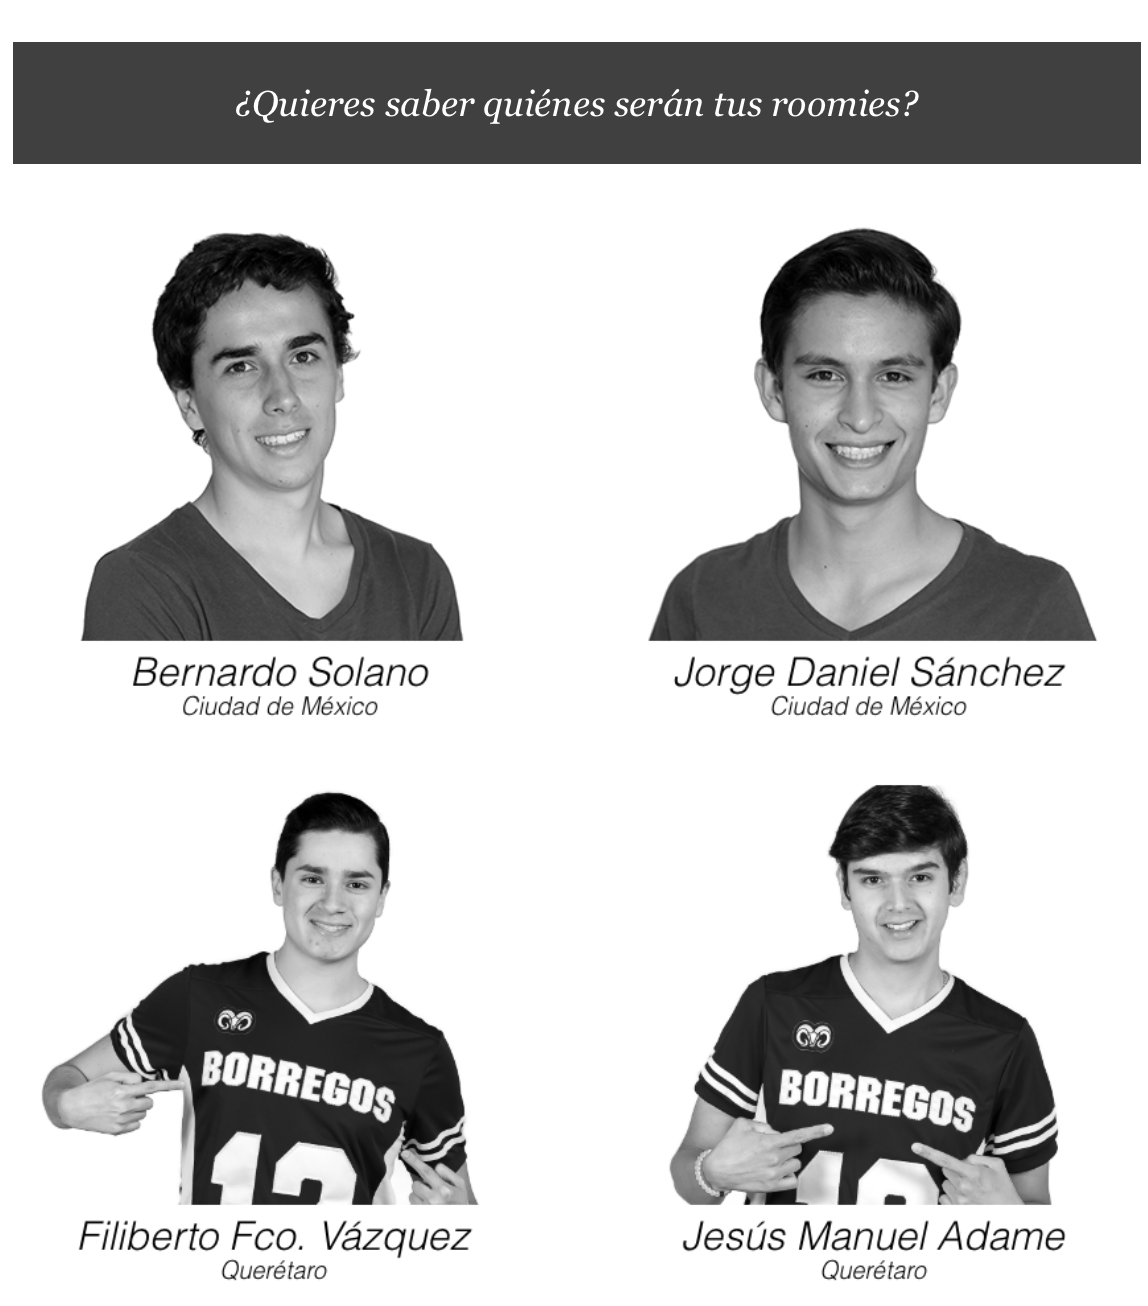 ¿Quieres saber quiénes serán tus roomies?
Bernardo Solano
Ciudad de México
Jorge Daniel Sánchez
Ciudad de México
BORREGOS
12
BORREGOS
Filiberto Fco. Vázquez
Querétaro
Jesús Manuel Adame
Querétaro